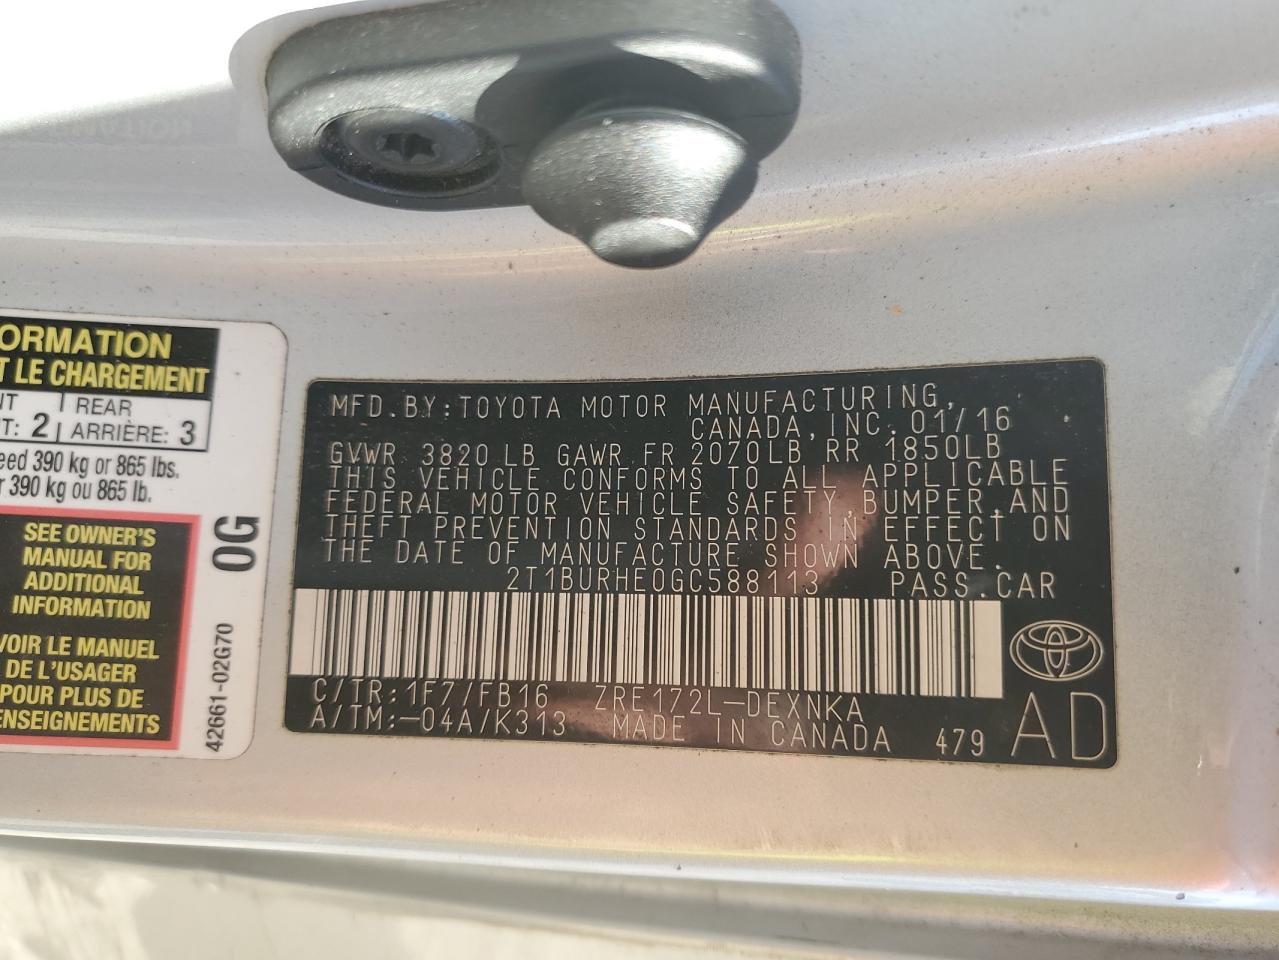 ORMATION
T LE CHARGEMENT
NT | REAR
T: 2 | ARRIÈRE: 3
eed 390 kg or 865 lbs.
r 390 kg ou 865 lb.
SEE OWNER'S
MANUAL FOR
ADDITIONAL
INFORMATION
VOIR LE MANUEL
DE L'USAGER
POUR PLUS DE
ENSEIGNEMENTS
0G
42661-02G70
MFD.BY:TOYOTA MOTOR MANUFACTURING,
CANADA,INC.01/16
GVWR 3820 LB GAWR FR 2070LB RR 1850LB
THIS VEHICLE CONFORMS TO ALL APPLICABLE
FEDERAL MOTOR VEHICLE SAFETY,BUMPER,AND
THEFT PREVENTION STANDARDS IN EFFECT ON
THE DATE OF MANUFACTURE SHOWN ABOVE.
2T1BURHE0GC588113 PASS.CAR
C/TR:1F7/FB16 ZRE172L-DEXNKA
A/TM:-04A/K313 MADE IN CANADA 479
AD